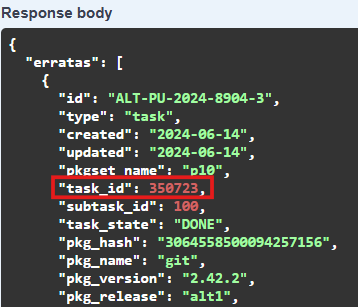 Response body
{
"erratas": [
{
"id": "ALT-PU-2024-8904-3",
"type": "task",
"created": "2024-06-14",
"updated": "2024-06-14",
"pkgset_name": "p10",
"task_id": 350723,
"subtask_id": 100,
"task_state": "DONE",
"pkg_hash": "3064558500094257156",
"pkg_name": "git",
"pkg_version": "2.42.2",
"pkg_release": "alt1",